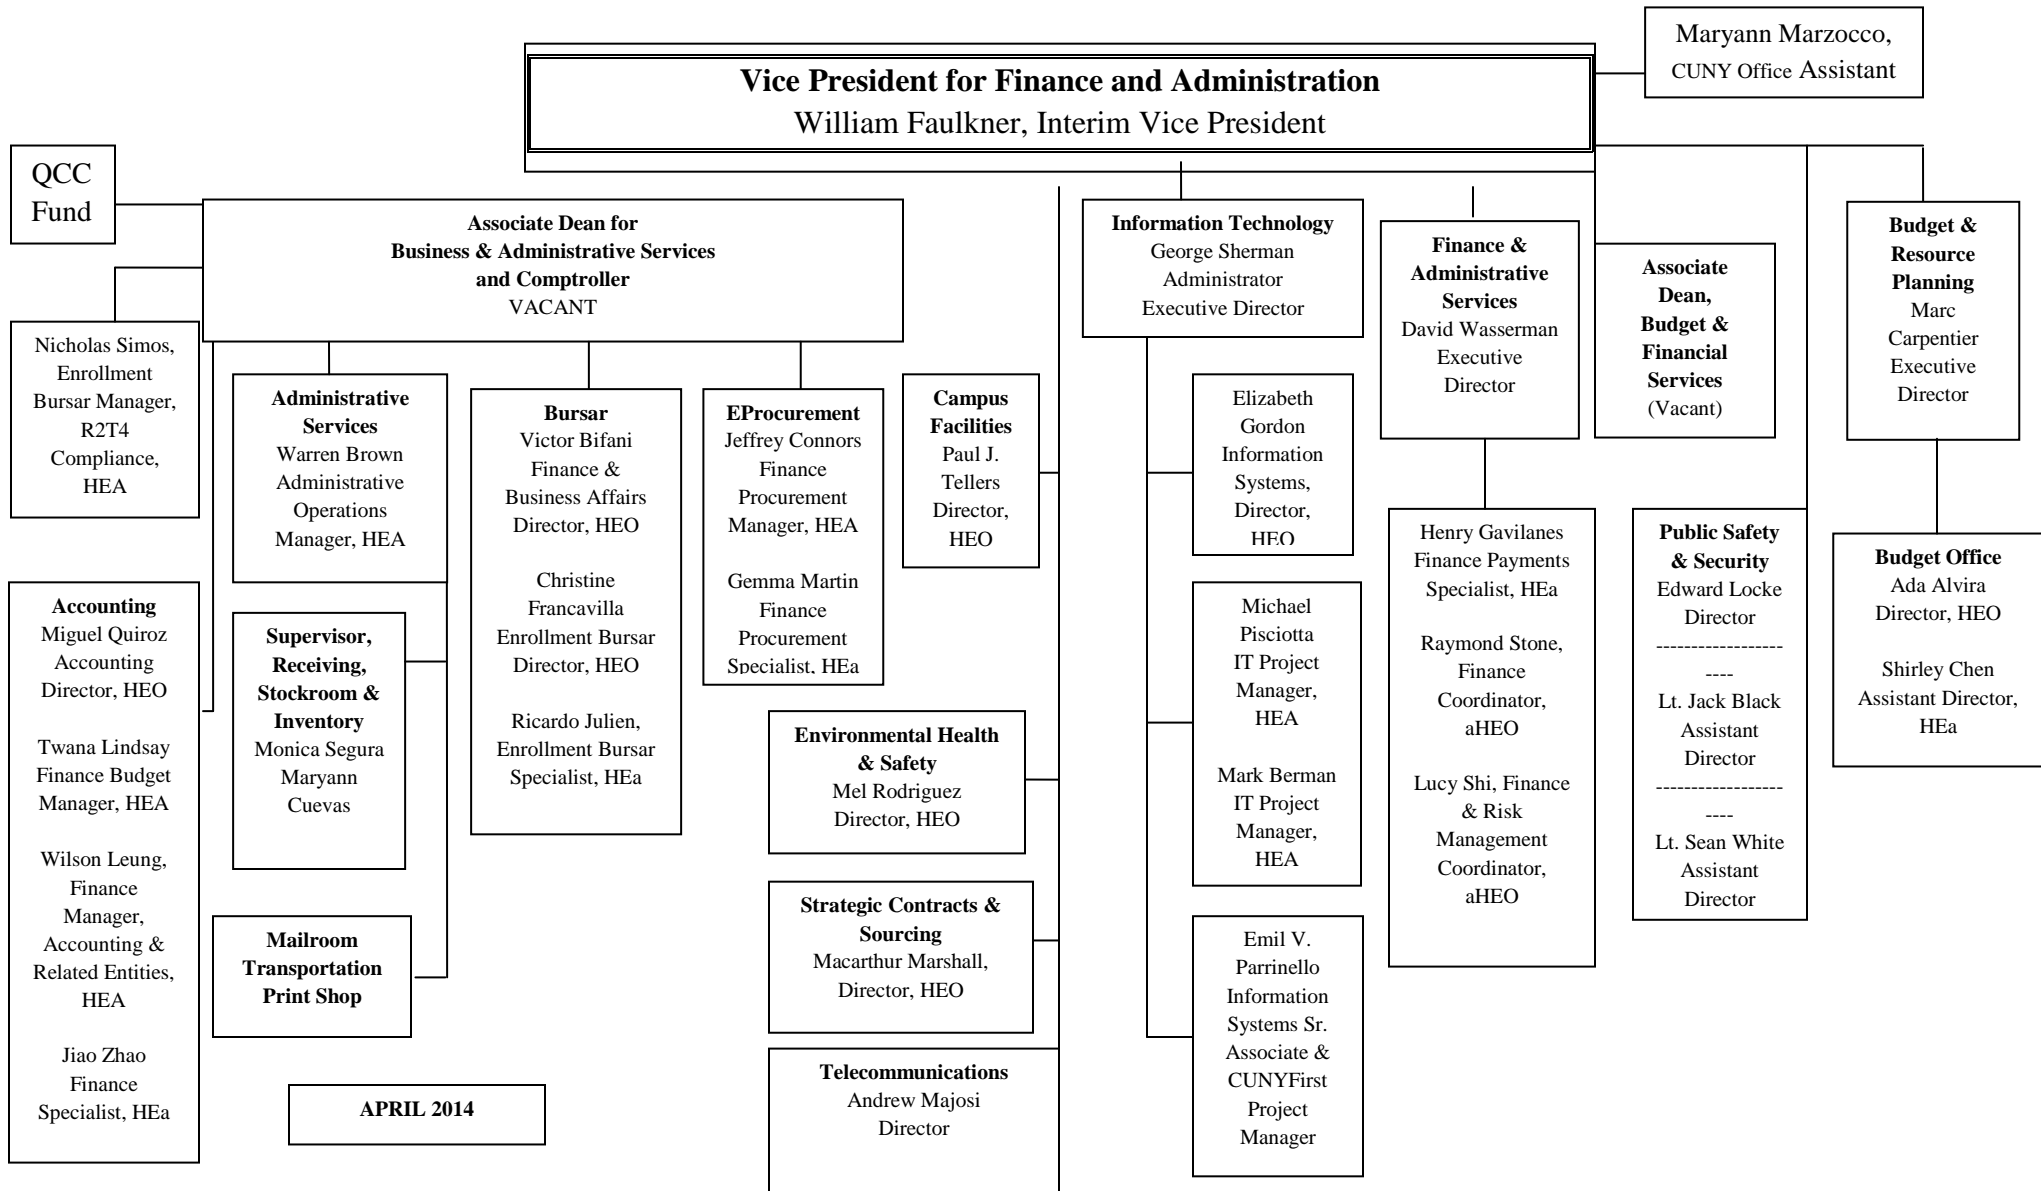 Maryann Marzocco,
CUNY Office Assistant
Vice President for Finance and Administration
William Faulkner, Interim Vice President
QCC
Fund
Associate Dean for
Business & Administrative Services
and Comptroller
VACANT
Information Technology
George Sherman
Administrator
Executive Director
Finance &
Administrative
Services
David Wasserman
Executive
Director
Associate
Dean,
Budget &
Financial
Services
(Vacant)
Budget &
Resource
Planning
Marc
Carpentier
Executive
Director
Nicholas Simos,
Enrollment
Bursar Manager,
R2T4
Compliance,
HEA
Administrative
Services
Warren Brown
Administrative
Operations
Manager, HEA
Bursar
Victor Bifani
Finance &
Business Affairs
Director, HEO
Christine
Francavilla
Enrollment Bursar
Director, HEO
Ricardo Julien,
Enrollment Bursar
Specialist, HEa
EProcurement
Jeffrey Connors
Finance
Procurement
Manager, HEA
Gemma Martin
Finance
Procurement
Specialist, HEa
Campus
Facilities
Paul J.
Tellers
Director,
HEO
Elizabeth
Gordon
Information
Systems,
Director,
HEO
Henry Gavilanes
Finance Payments
Specialist, HEa
Raymond Stone,
Finance
Coordinator,
aHEO
Lucy Shi, Finance
& Risk
Management
Coordinator,
aHEO
Public Safety
& Security
Edward Locke
Director
-------------------
----
Lt. Jack Black
Assistant
Director
-------------------
----
Lt. Sean White
Assistant
Director
Budget Office
Ada Alvira
Director, HEO
Shirley Chen
Assistant Director,
HEa
Accounting
Miguel Quiroz
Accounting
Director, HEO
Twana Lindsay
Finance Budget
Manager, HEA
Wilson Leung,
Finance
Manager,
Accounting &
Related Entities,
HEA
Jiao Zhao
Finance
Specialist, HEa
Supervisor,
Receiving,
Stockroom &
Inventory
Monica Segura
Maryann
Cuevas
Michael
Pisciotta
IT Project
Manager,
HEA
Mark Berman
IT Project
Manager,
HEA
Environmental Health
& Safety
Mel Rodriguez
Director, HEO
Strategic Contracts &
Sourcing
Macarthur Marshall,
Director, HEO
Mailroom
Transportation
Print Shop
Emil V.
Parrinello
Information
Systems Sr.
Associate &
CUNYFirst
Project
Manager
Telecommunications
Andrew Majosi
Director
APRIL 2014